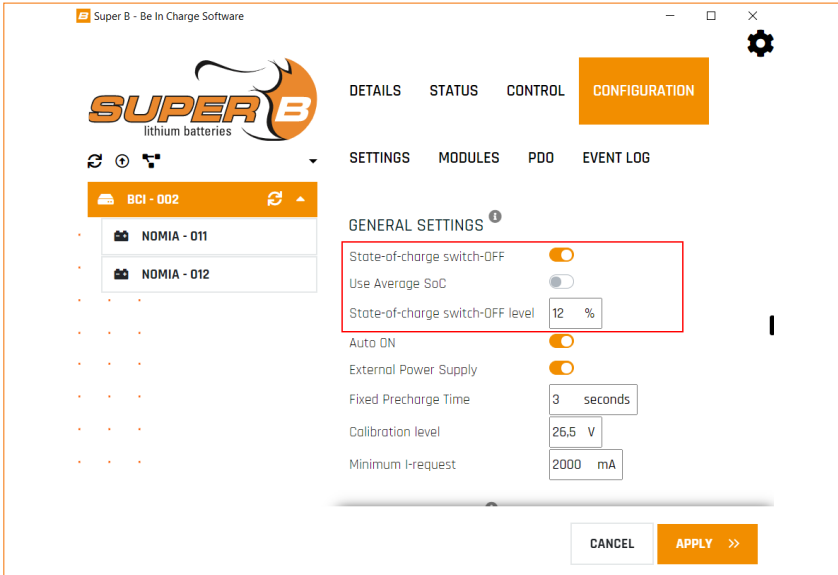 Super B - Be In Charge Software
SUPER B
lithium batteries
DETAILS STATUS CONTROL CONFIGURATION
SETTINGS MODULES PDO EVENT LOG
BCI - 002
NOMIA - 011
NOMIA - 012
GENERAL SETTINGS
State-of-charge switch-OFF
Use Average SoC
State-of-charge switch-OFF level 12 %
Auto ON
External Power Supply
Fixed Precharge Time 3 seconds
Calibration level 26,5 V
Minimum I-request 2000 mA
CANCEL APPLY